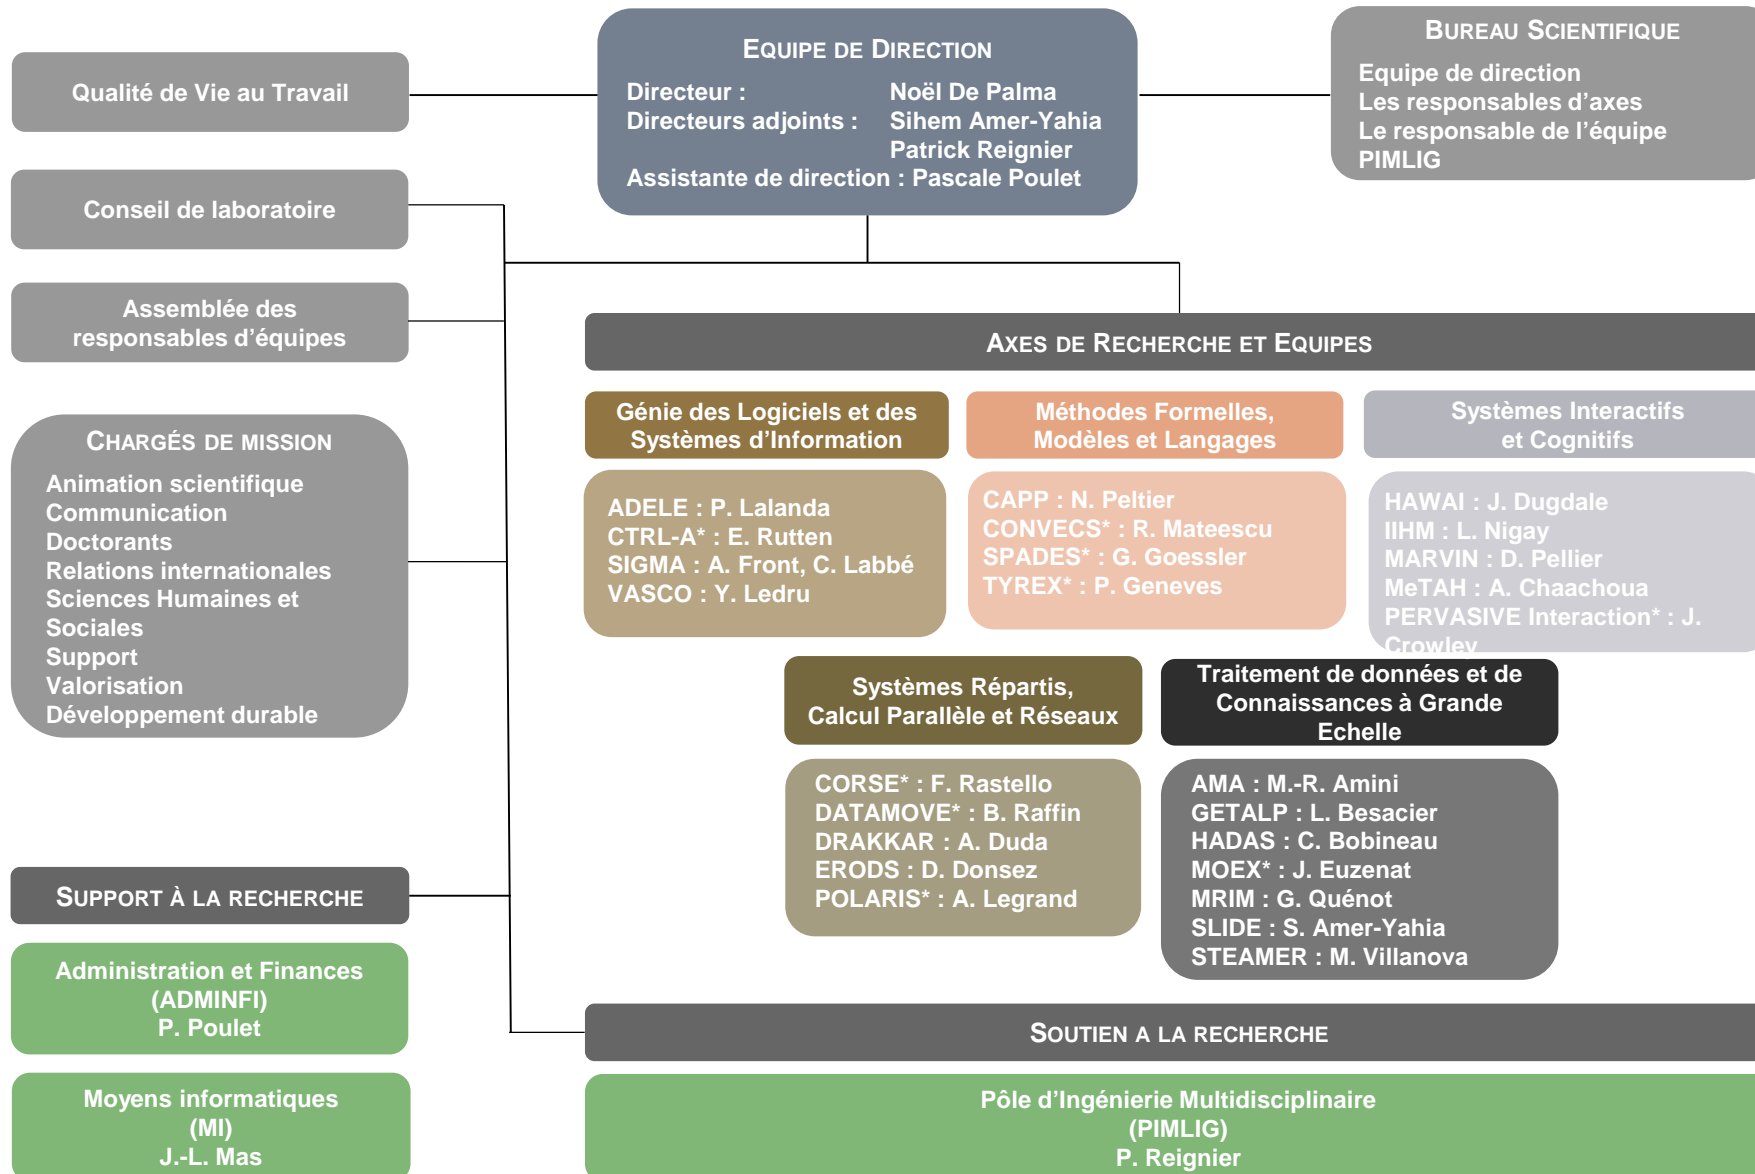 EQUIPE DE DIRECTION
Directeur : Noël De Palma
Directeurs adjoints : Sihem Amer-Yahia
Patrick Reignier
Assistante de direction : Pascale Poulet
BUREAU SCIENTIFIQUE
Equipe de direction
Les responsables d'axes
Le responsable de l'équipe
PIMLIG
Qualité de Vie au Travail
Conseil de laboratoire
Assemblée des
responsables d'équipes
CHARGÉS DE MISSION
Animation scientifique
Communication
Doctorants
Relations internationales
Sciences Humaines et
Sociales
Support
Valorisation
Développement durable
AXES DE RECHERCHE ET EQUIPES
Génie des Logiciels et des
Systèmes d'Information
ADELE : P. Lalanda
CTRL-A* : E. Rutten
SIGMA : A. Front, C. Labbé
VASCO : Y. Ledru
Méthodes Formelles,
Modèles et Langages
CAPP : N. Peltier
CONVECS* : R. Mateescu
SPADES* : G. Goessler
TYREX* : P. Geneves
Systèmes Interactifs
et Cognitifs
HAWAI : J. Dugdale
IIHM : L. Nigay
MARVIN : D. Pellier
MeTAH : A. Chaachoua
PERVASIVE Interaction* : J.
Crowley
Systèmes Répartis,
Calcul Parallèle et Réseaux
CORSE* : F. Rastello
DATAMOVE* : B. Raffin
DRAKKAR : A. Duda
ERODS : D. Donsez
POLARIS* : A. Legrand
Traitement de données et de
Connaissances à Grande
Echelle
AMA : M.-R. Amini
GETALP : L. Besacier
HADAS : C. Bobineau
MOEX* : J. Euzenat
MRIM : G. Quénot
SLIDE : S. Amer-Yahia
STEAMER : M. Villanova
SUPPORT À LA RECHERCHE
Administration et Finances
(ADMINFI)
P. Poulet
Moyens informatiques
(MI)
J.-L. Mas
SOUTIEN A LA RECHERCHE
Pôle d'Ingénierie Multidisciplinaire
(PIMLIG)
P. Reignier